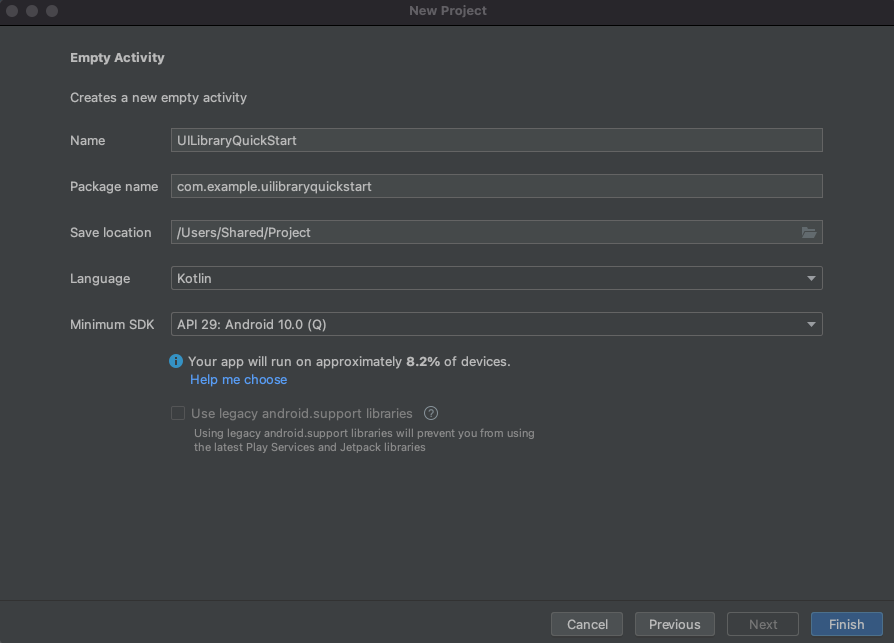 New Project
Empty Activity
Creates a new empty activity
Name UILibraryQuickStart
Package name com.example.uilibraryquickstart
Save location /Users/Shared/Project
Language Kotlin
Minimum SDK API 29: Android 10.0 (Q)
i Your app will run on approximately 8.2% of devices.
Help me choose
Use legacy android.support libraries ?
Using legacy android.support libraries will prevent you from using
the latest Play Services and Jetpack libraries
Cancel Previous Next Finish